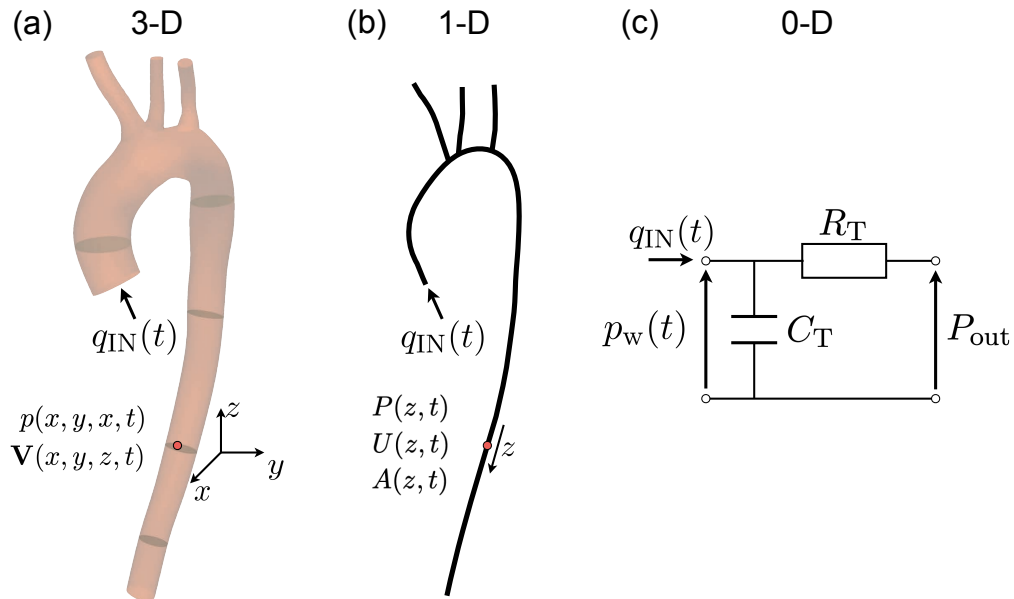 (a) 3-D
(b) 1-D
(c) 0-D
q_IN(t)
p(x, y, x, t)
V(x, y, z, t)
z
y
x
q_IN(t)
P(z, t)
U(z, t)
A(z, t)
z
q_IN(t)
R_T
p_w(t)
C_T
P_out